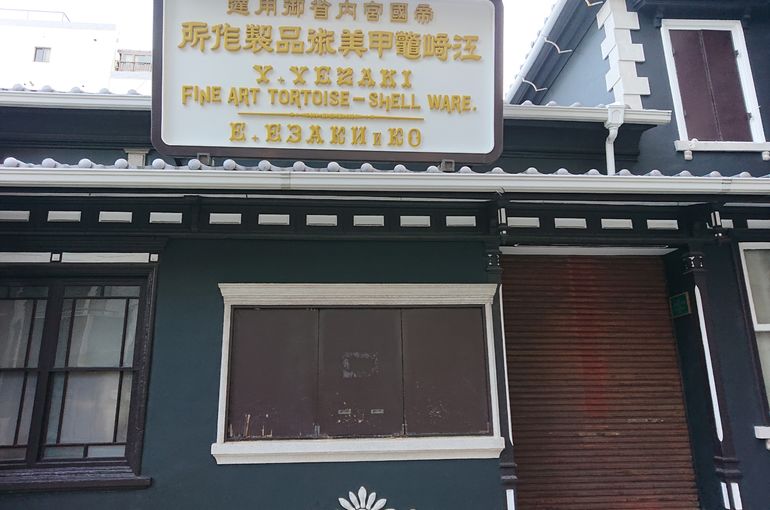 帝國宮内省御用達
江﨑鼈甲美術品製作所
Y. YEZAKI
FINE ART TORTOISE-SHELL WARE.
Е. ЕЗАКИ и КО